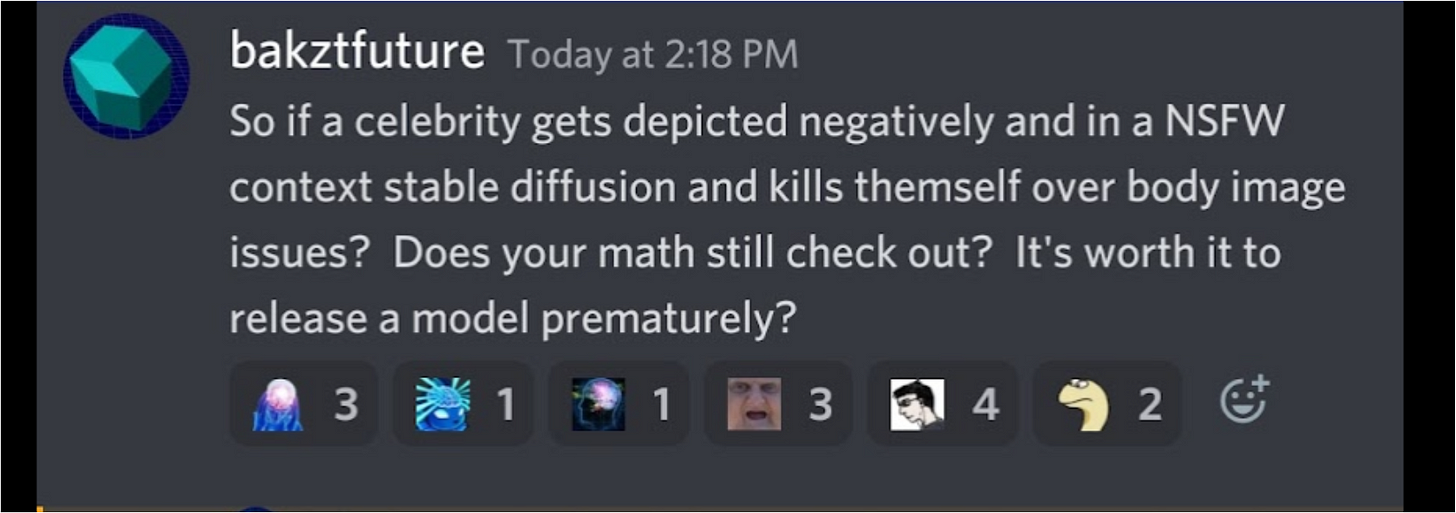 bakztfuture Today at 2:18 PM
So if a celebrity gets depicted negatively and in a NSFW
context stable diffusion and kills themself over body image
issues?  Does your math still check out?  It's worth it to
release a model prematurely?
3 1 1 3 4 2